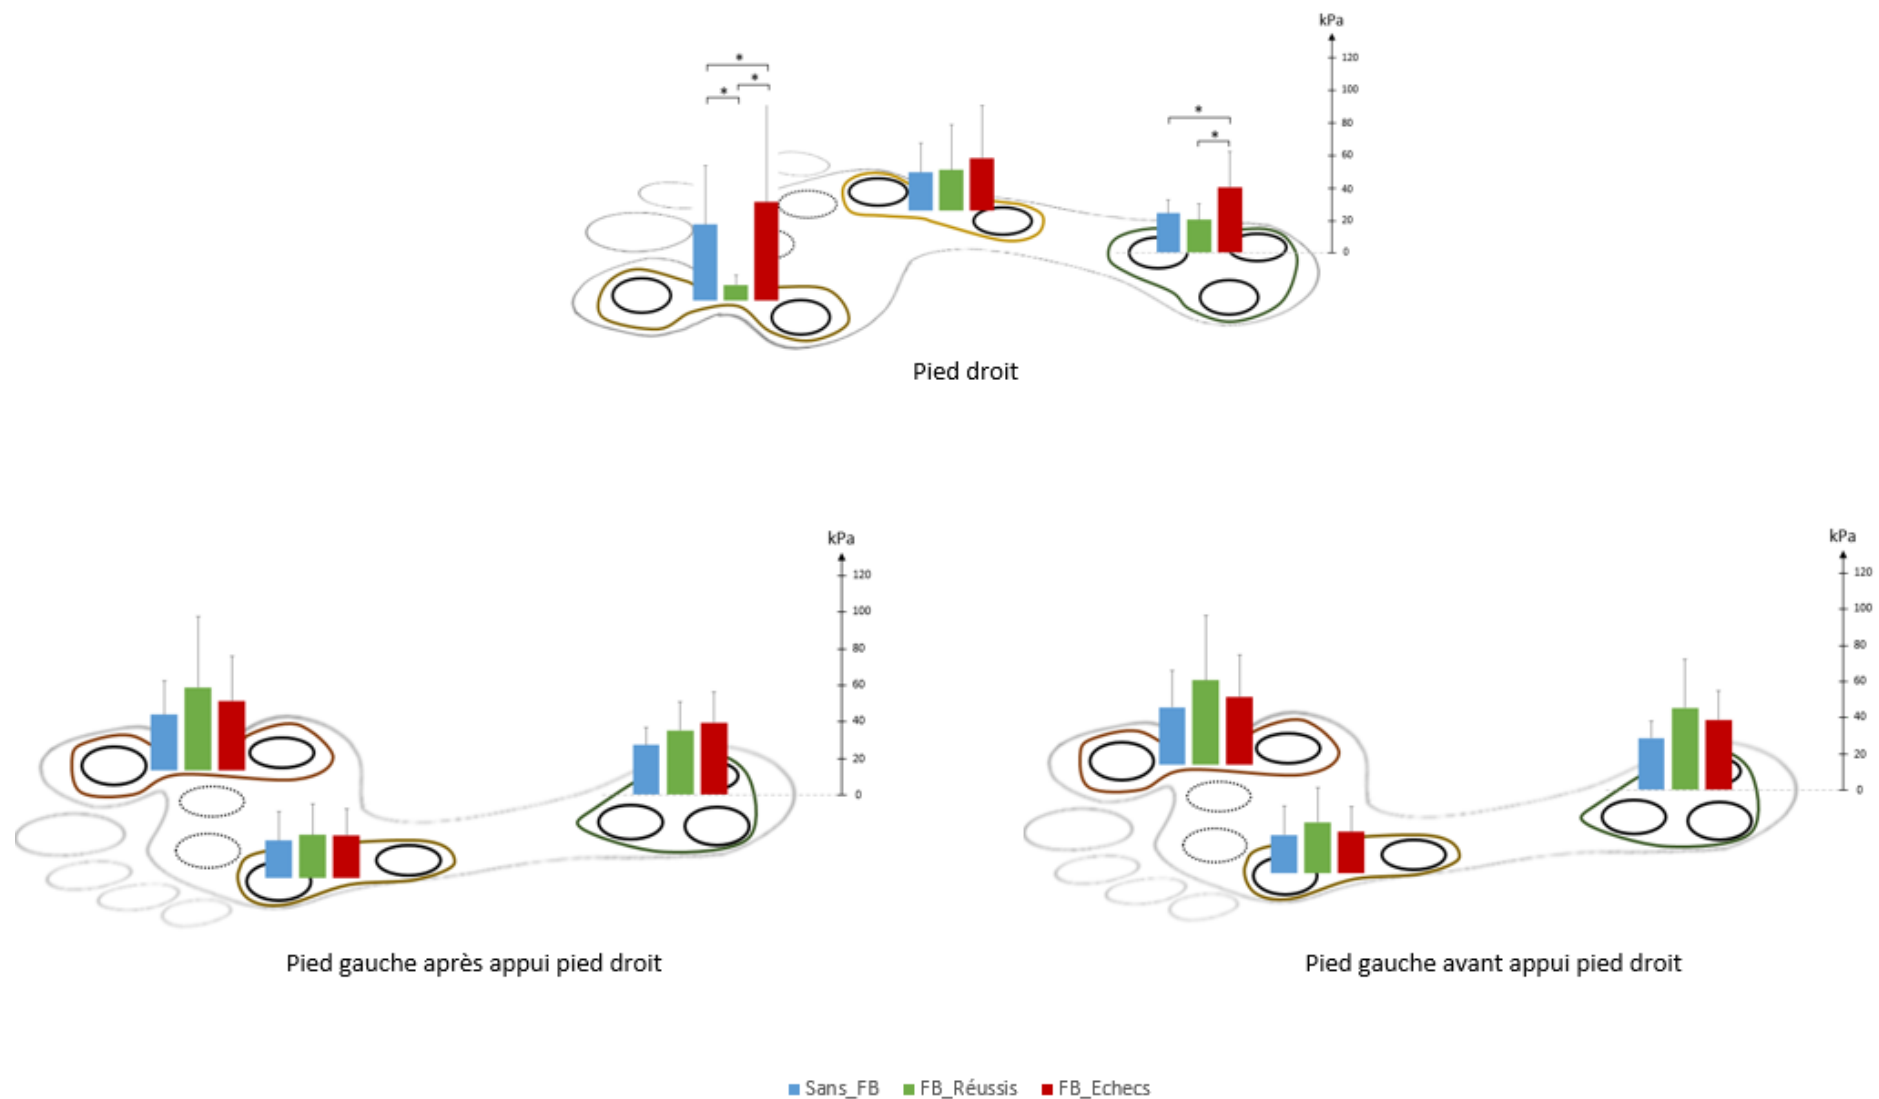 kPa
120
100
80
60
40
20
0
* * *
* *
Pied droit
kPa
120
100
80
60
40
20
0
Pied gauche après appui pied droit
kPa
120
100
80
60
40
20
0
Pied gauche avant appui pied droit
Sans_FB FB_Réussis FB_Echecs